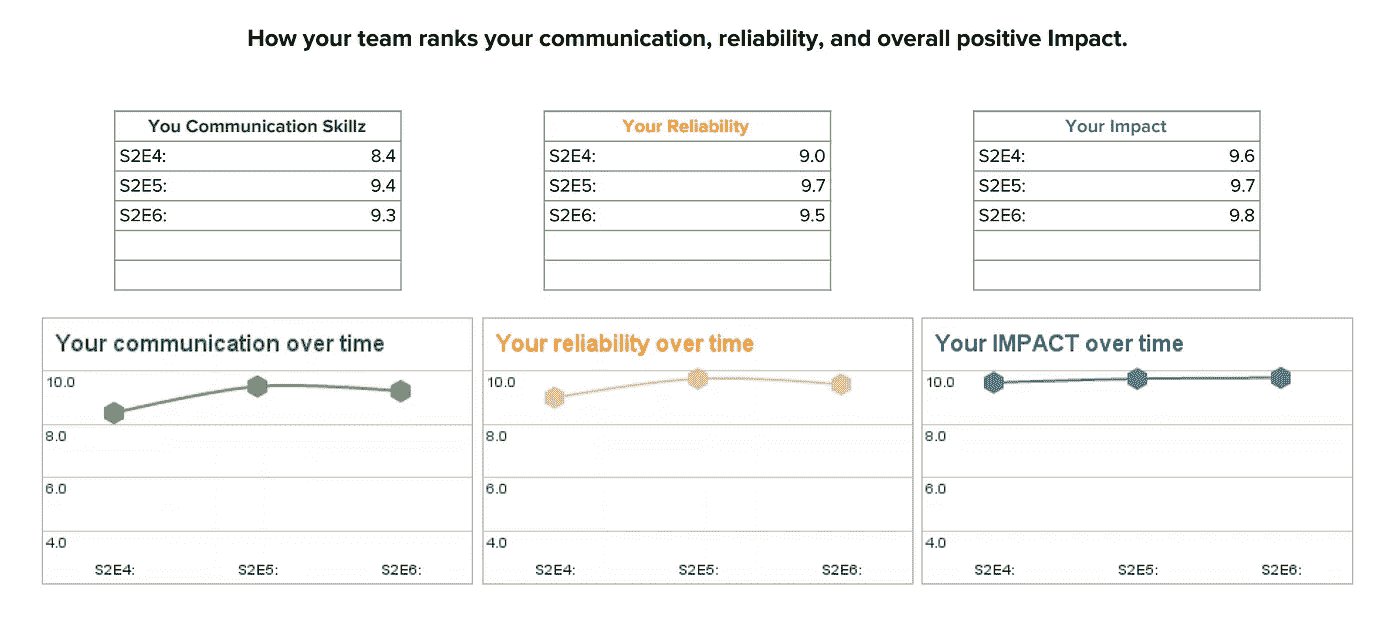 How your team ranks your communication, reliability, and overall positive Impact.
You Communication Skillz
S2E4: 8.4
S2E5: 9.4
S2E6: 9.3
Your Reliability
S2E4: 9.0
S2E5: 9.7
S2E6: 9.5
Your Impact
S2E4: 9.6
S2E5: 9.7
S2E6: 9.8
Your communication over time
10.0
8.0
6.0
4.0
S2E4: S2E5: S2E6:
Your reliability over time
10.0
8.0
6.0
4.0
S2E4: S2E5: S2E6:
Your IMPACT over time
10.0
8.0
6.0
4.0
S2E4: S2E5: S2E6: